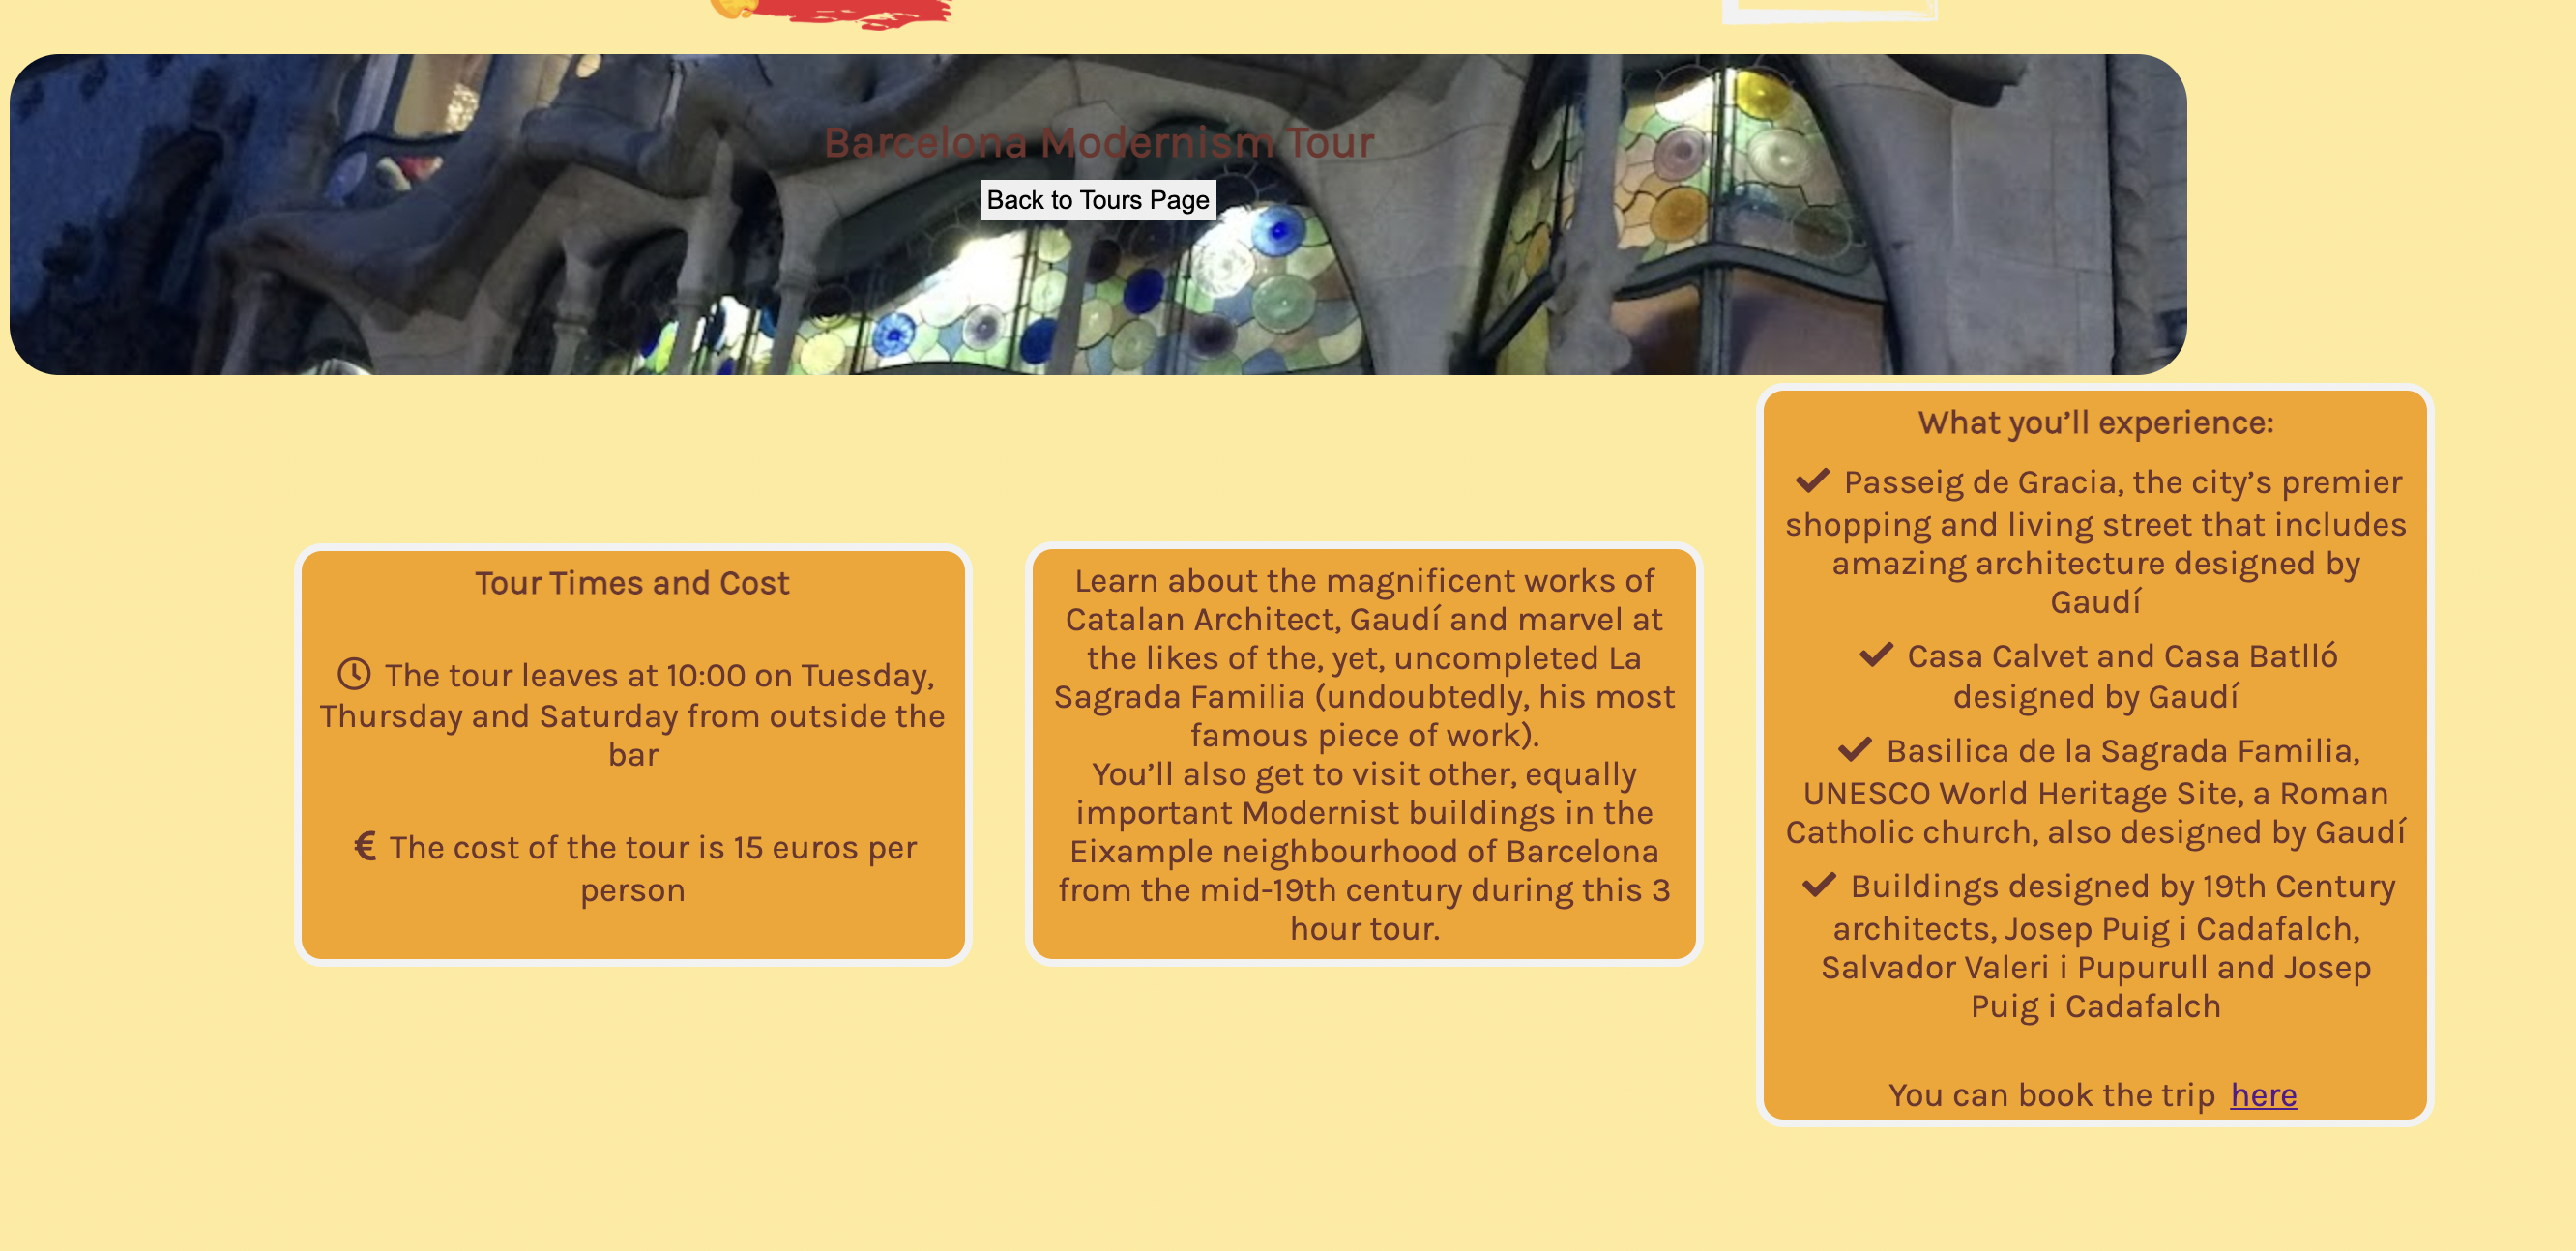 Barcelona Modernism Tour
Back to Tours Page
Tour Times and Cost
The tour leaves at 10:00 on Tuesday,
Thursday and Saturday from outside the
bar
€ The cost of the tour is 15 euros per
person
Learn about the magnificent works of
Catalan Architect, Gaudí and marvel at
the likes of the, yet, uncompleted La
Sagrada Familia (undoubtedly, his most
famous piece of work).
You’ll also get to visit other, equally
important Modernist buildings in the
Eixample neighbourhood of Barcelona
from the mid-19th century during this 3
hour tour.
What you’ll experience:
Passeig de Gracia, the city’s premier
shopping and living street that includes
amazing architecture designed by
Gaudí
Casa Calvet and Casa Batlló
designed by Gaudí
Basilica de la Sagrada Familia,
UNESCO World Heritage Site, a Roman
Catholic church, also designed by Gaudí
Buildings designed by 19th Century
architects, Josep Puig i Cadafalch,
Salvador Valeri i Pupurull and Josep
Puig i Cadafalch
You can book the trip here